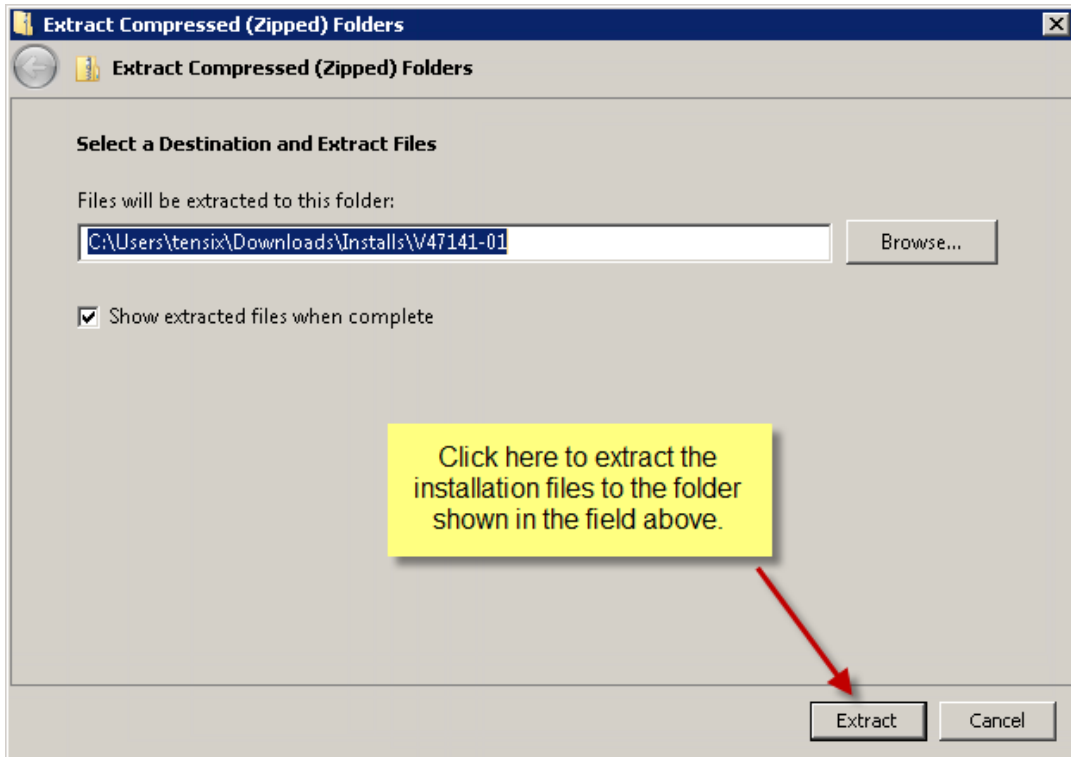 Extract Compressed (Zipped) Folders
Extract Compressed (Zipped) Folders
Select a Destination and Extract Files
Files will be extracted to this folder:
C:\Users\tensix\Downloads\Installs\V47141-01
Browse...
Show extracted files when complete
Click here to extract the
installation files to the folder
shown in the field above.
Extract
Cancel